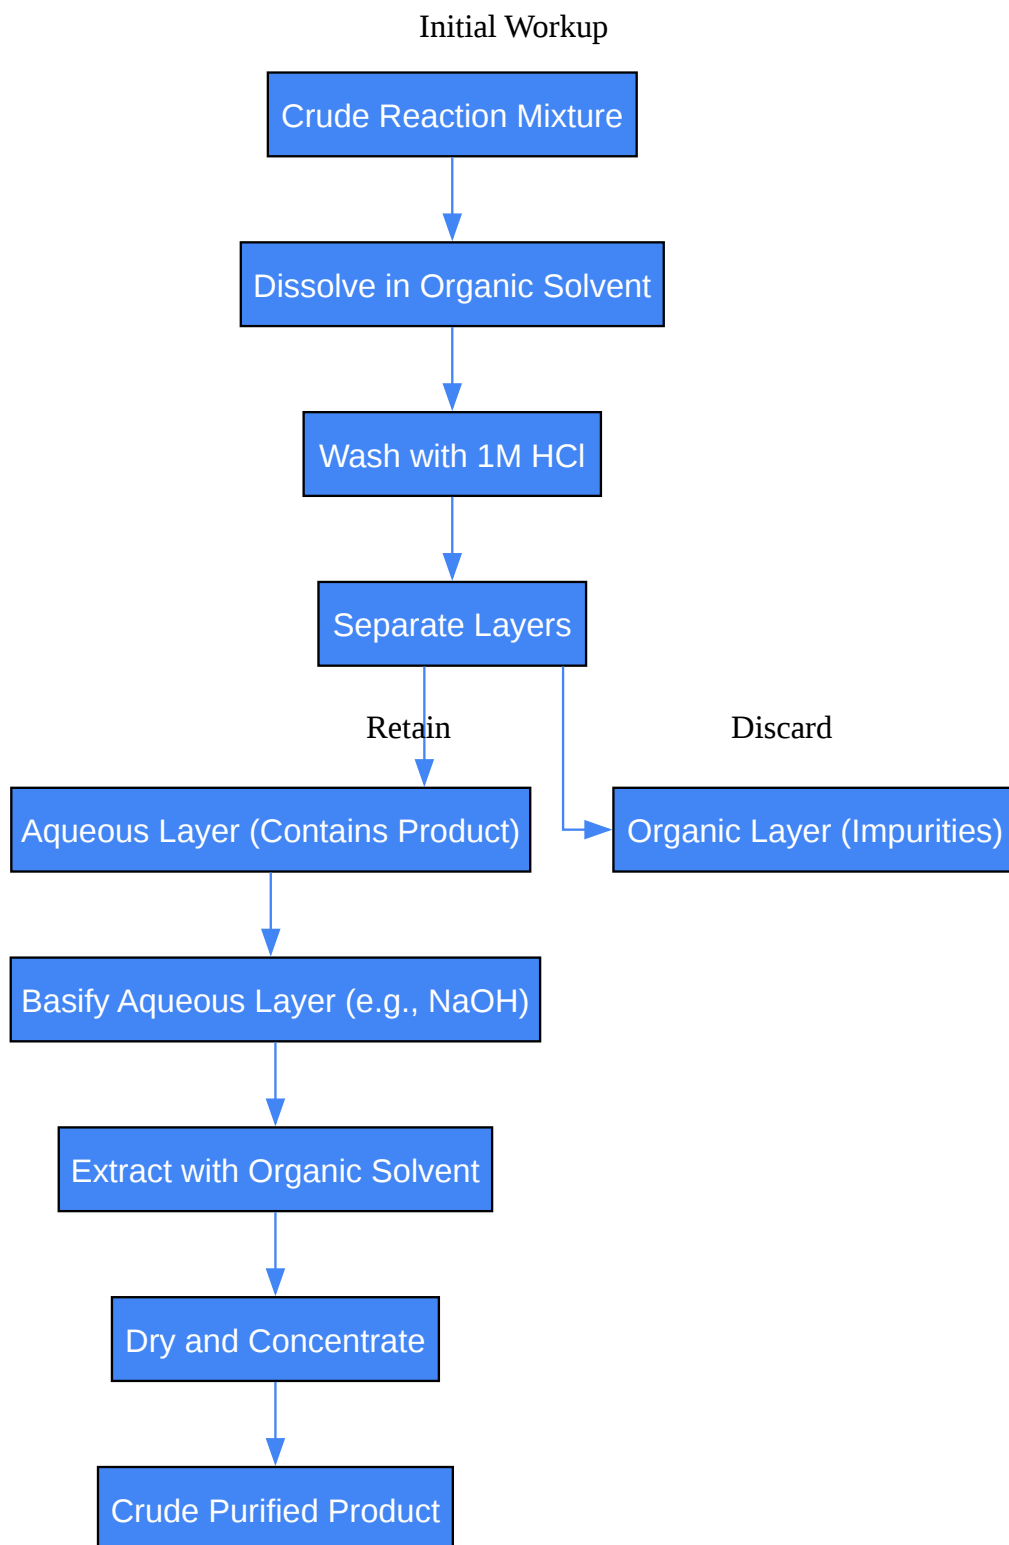 Initial Workup
Crude Reaction Mixture
Dissolve in Organic Solvent
Wash with 1M HCl
Separate Layers
Retain
Discard
Aqueous Layer (Contains Product)
Organic Layer (Impurities)
Basify Aqueous Layer (e.g., NaOH)
Extract with Organic Solvent
Dry and Concentrate
Crude Purified Product